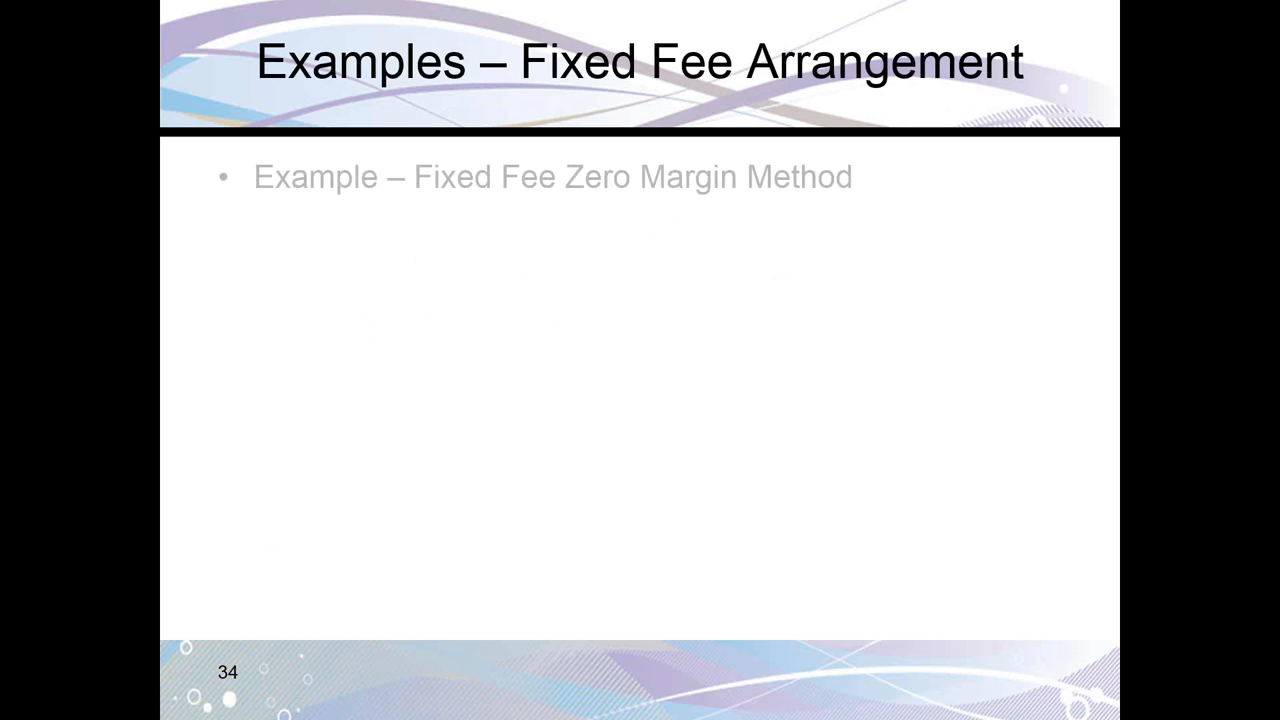 Examples – Fixed Fee Arrangement
• Example – Fixed Fee Zero Margin Method
34